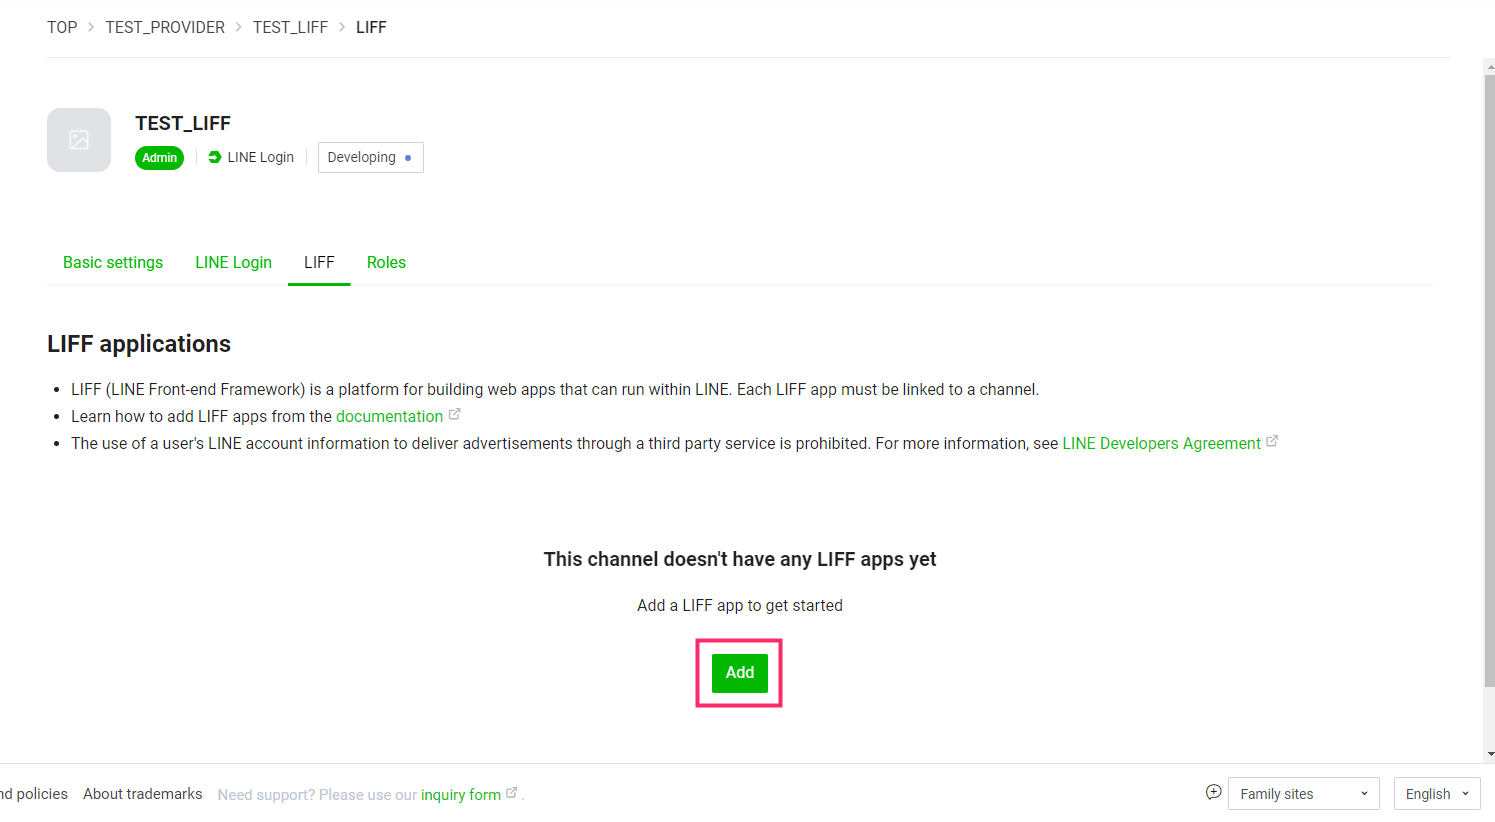 TOP > TEST_PROVIDER > TEST_LIFF > LIFF
TEST_LIFF
Admin LINE Login Developing
Basic settings LINE Login LIFF Roles
LIFF applications
• LIFF (LINE Front-end Framework) is a platform for building web apps that can run within LINE. Each LIFF app must be linked to a channel.
• Learn how to add LIFF apps from the documentation
• The use of a user's LINE account information to deliver advertisements through a third party service is prohibited. For more information, see LINE Developers Agreement
This channel doesn't have any LIFF apps yet
Add a LIFF app to get started
Add
nd policies About trademarks Need support? Please use our inquiry form . Family sites English